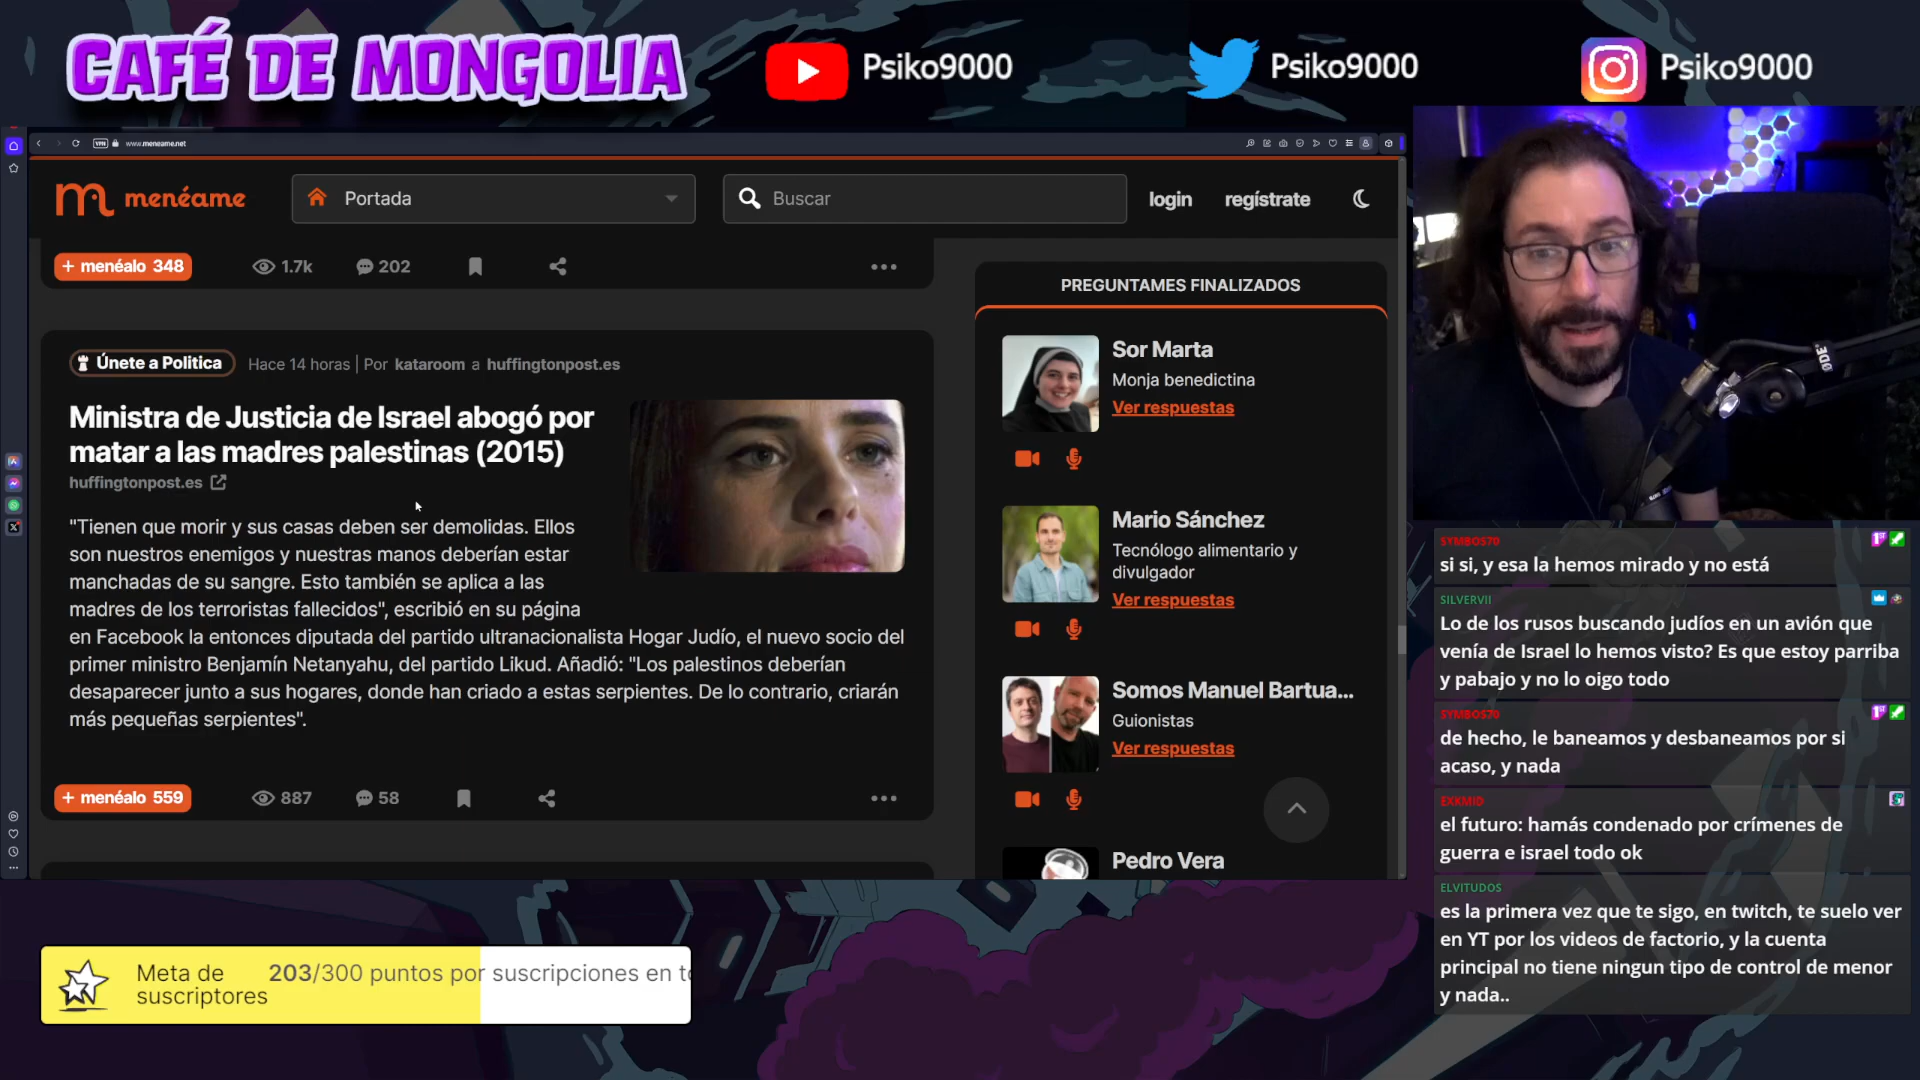 CAFÉ DE MONGOLIA
Psiko9000
Psiko9000
Psiko9000
VPN
www.meneame.net
menéame
Portada
Buscar
login
regístrate
+ menéalo 348
1.7k
202
Únete a Politica
Hace 14 horas | Por kataroom a huffingtonpost.es
Ministra de Justicia de Israel abogó por
matar a las madres palestinas (2015)
huffingtonpost.es
"Tienen que morir y sus casas deben ser demolidas. Ellos
son nuestros enemigos y nuestras manos deberían estar
manchadas de su sangre. Esto también se aplica a las
madres de los terroristas fallecidos", escribió en su página
en Facebook la entonces diputada del partido ultranacionalista Hogar Judío, el nuevo socio del
primer ministro Benjamín Netanyahu, del partido Likud. Añadió: "Los palestinos deberían
desaparecer junto a sus hogares, donde han criado a estas serpientes. De lo contrario, criarán
más pequeñas serpientes".
+ menéalo 559
887
58
PREGUNTAMES FINALIZADOS
Sor Marta
Monja benedictina
Ver respuestas
Mario Sánchez
Tecnólogo alimentario y
divulgador
Ver respuestas
Somos Manuel Bartua...
Guionistas
Ver respuestas
Pedro Vera
SYMBOS70
si si, y esa la hemos mirado y no está
SILVERVII
Lo de los rusos buscando judíos en un avión que
venía de Israel lo hemos visto? Es que estoy parriba
y pabajo y no lo oigo todo
SYMBOS70
de hecho, le baneamos y desbaneamos por si
acaso, y nada
EXKMID
el futuro: hamás condenado por crímenes de
guerra e israel todo ok
ELVITUDOS
es la primera vez que te sigo, en twitch, te suelo ver
en YT por los videos de factorio, y la cuenta
principal no tiene ningun tipo de control de menor
y nada..
Meta de
suscriptores
203/300 puntos por suscripciones en to